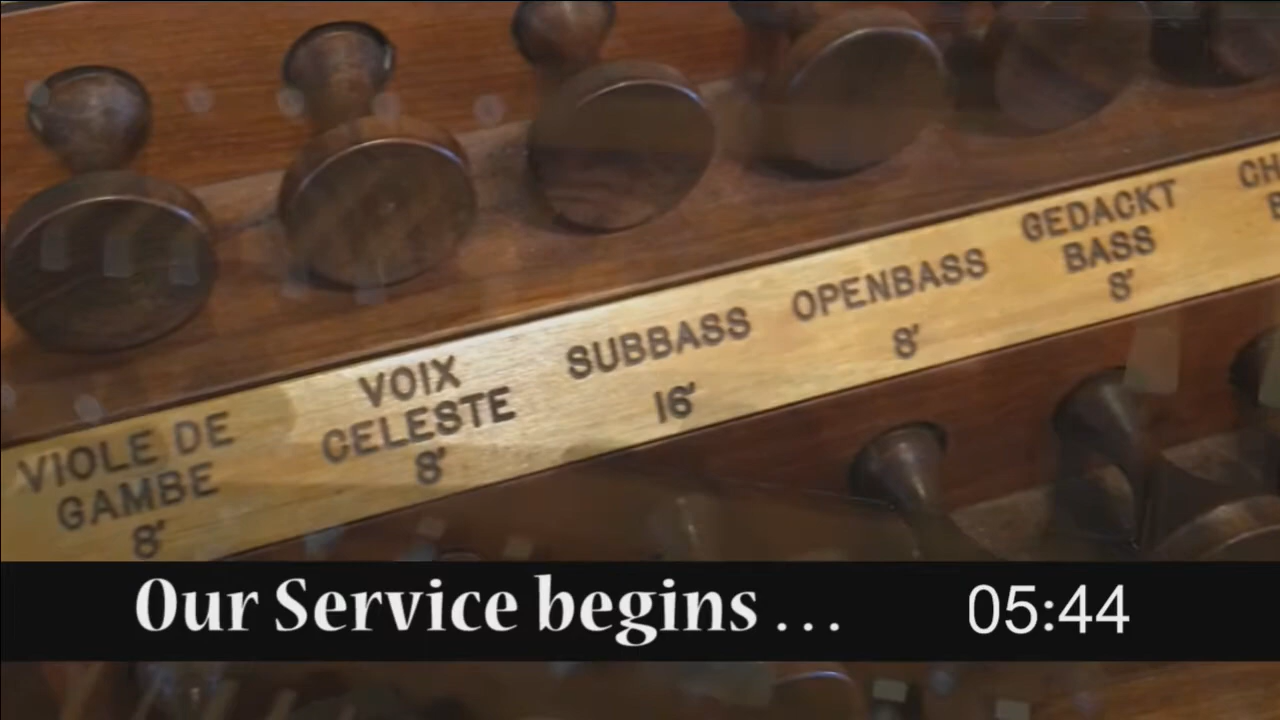 VIOLE DE
GAMBE
8'
VOIX
CELESTE
8'
SUBBASS
16'
OPENBASS
8'
GEDACKT
BASS
8'
CH
Our Service begins ...
05:44